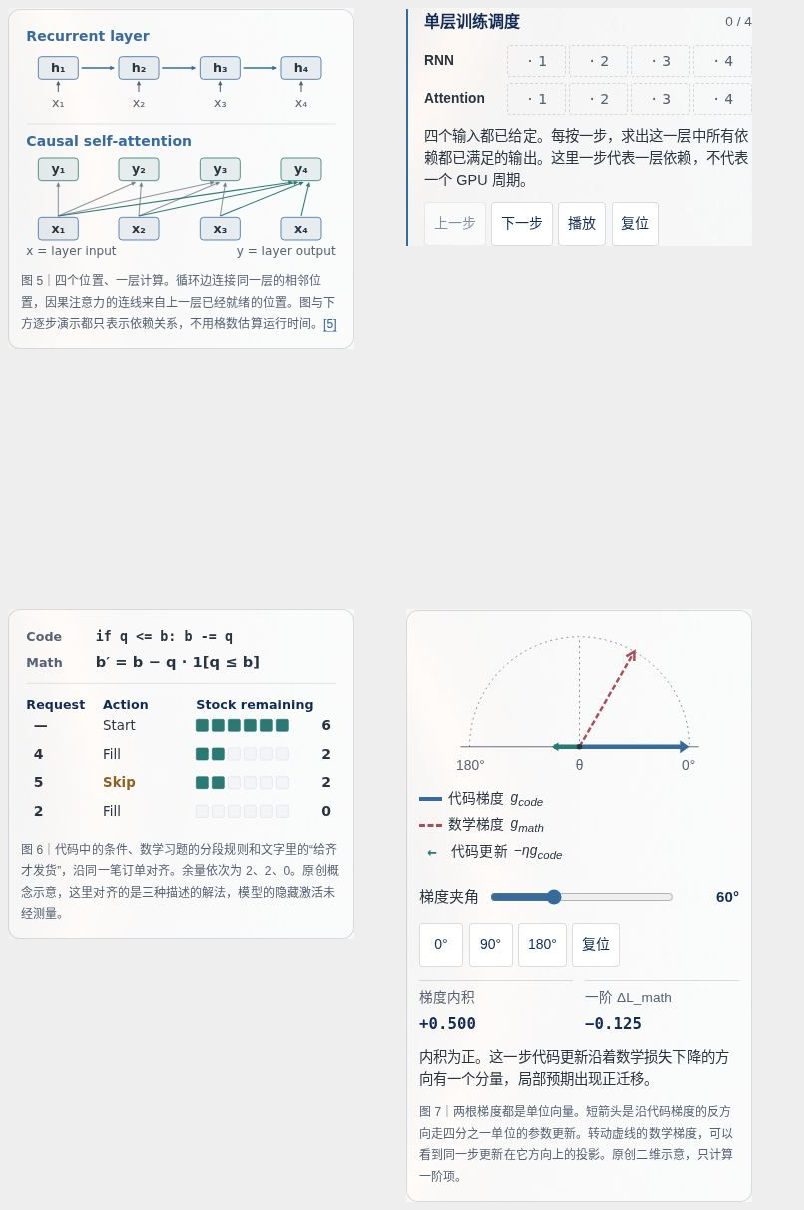 Recurrent layer
h₁ h₂ h₃ h₄
x₁ x₂ x₃ x₄
Causal self-attention
y₁ y₂ y₃ y₄
x₁ x₂ x₃ x₄
x = layer input y = layer output
图 5｜四个位置、一层计算。循环边连接同一层的相邻位
置，因果注意力的连线来自上一层已经就绪的位置。图与下
方逐步演示都只表示依赖关系，不用格数估算运行时间。[5]
单层训练调度 0 / 4
RNN · 1 · 2 · 3 · 4
Attention · 1 · 2 · 3 · 4
四个输入都已给定。每按一步，求出这一层中所有依
赖都已满足的输出。这里一步代表一层依赖，不代表
一个 GPU 周期。
上一步 下一步 播放 复位
Code if q <= b: b -= q
Math b′ = b − q · 1[q ≤ b]
Request Action Stock remaining
— Start 6
4 Fill 2
5 Skip 2
2 Fill 0
图 6｜代码中的条件、数学习题的分段规则和文字里的“给齐
才发货”，沿同一笔订单对齐。余量依次为 2、2、0。原创概
念示意，这里对齐的是三种描述的解法，模型的隐藏激活未
经测量。
180° θ 0°
代码梯度 g_code
数学梯度 g_math
← 代码更新 −ηg_code
梯度夹角 60°
0° 90° 180° 复位
梯度内积 一阶 ΔL_math
+0.500 −0.125
内积为正。这一步代码更新沿着数学损失下降的方
向有一个分量，局部预期出现正迁移。
图 7｜两根梯度都是单位向量。短箭头是沿代码梯度的反方
向走四分之一单位的参数更新。转动虚线的数学梯度，可以
看到同一步更新在它方向上的投影。原创二维示意，只计算
一阶项。